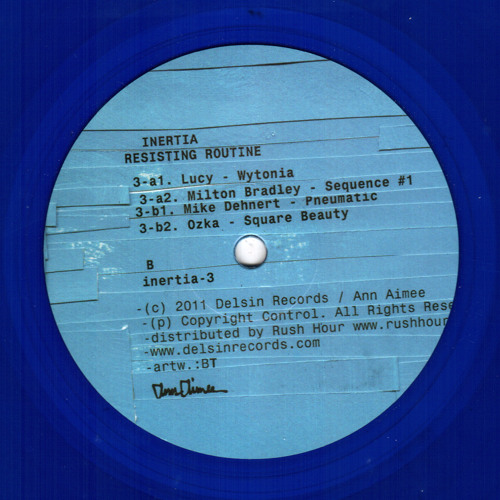 INERTIA
RESISTING ROUTINE
3-a1. Lucy - Wytonia
3-a2. Milton Bradley - Sequence #1
3-b1. Mike Dehnert - Pneumatic
3-b2. Ozka - Square Beauty
B
inertia-3
-(c) 2011 Delsin Records / Ann Aimee
-(p) Copyright Control. All Rights Rese
-distributed by Rush Hour www.rushhour
-www.delsinrecords.com
-artw.:BT
Ann Aimee